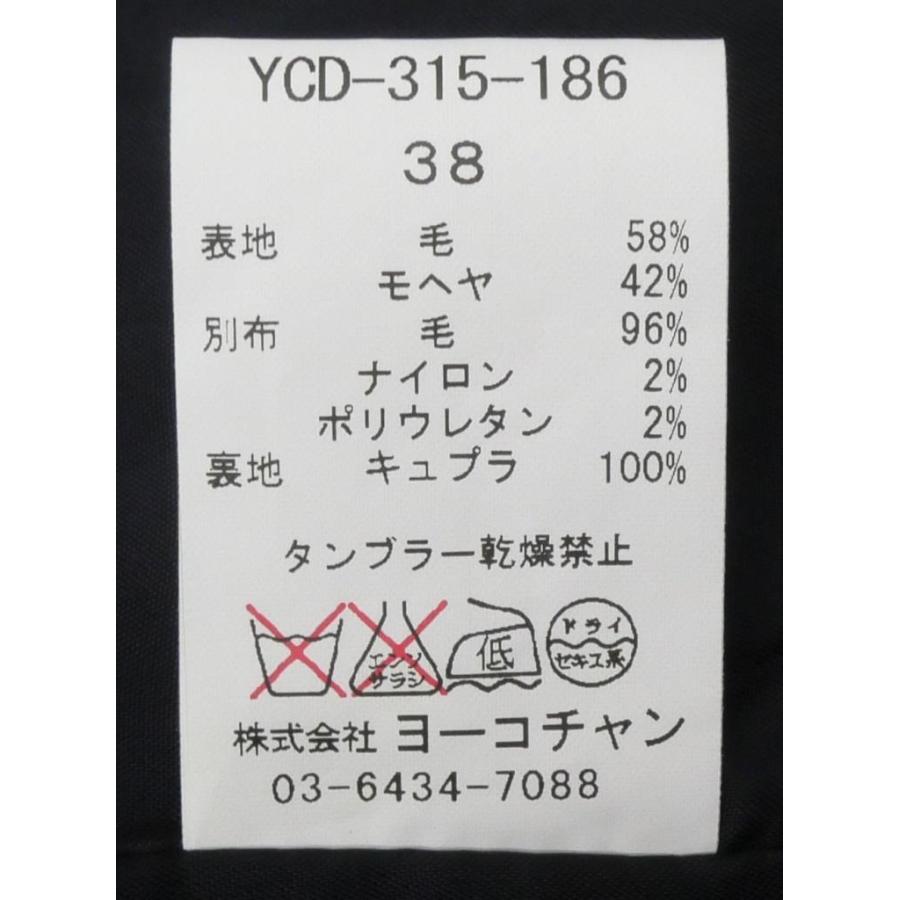 YCD-315-186
38
表地 毛 58%
モヘヤ 42%
別布 毛 96%
ナイロン 2%
ポリウレタン 2%
裏地 キュプラ 100%
タンブラー乾燥禁止
エンソ
サラシ
低
ドライ
セキユ系
株式会社 ヨーコチャン
03-6434-7088